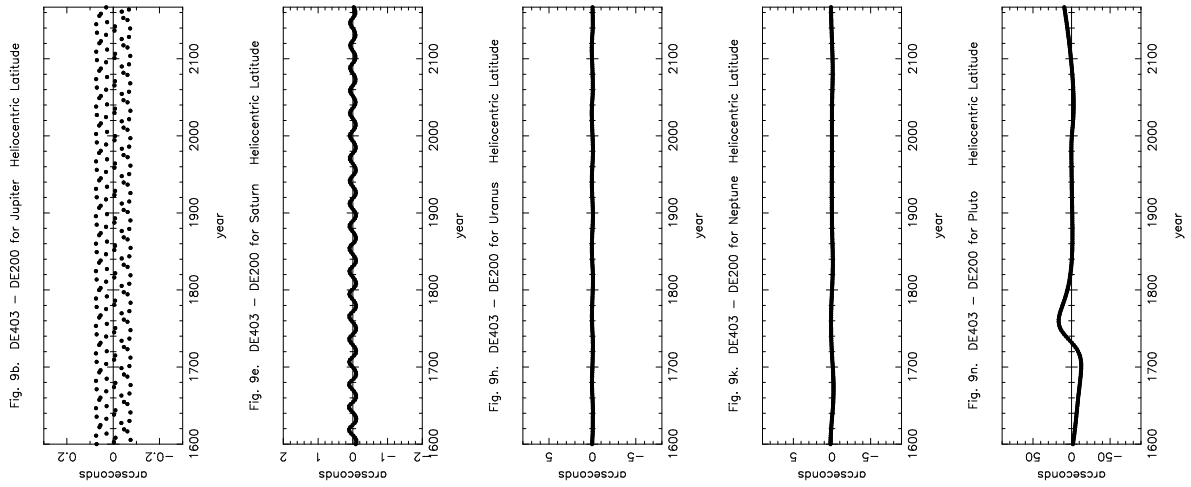 Fig. 9b. DE403 − DE200 for Jupiter Heliocentric Latitude
arcseconds
0.2
0
−0.2
1600 1700 1800 1900 2000 2100
year
Fig. 9e. DE403 − DE200 for Saturn Heliocentric Latitude
arcseconds
2
1
0
−1
−2
1600 1700 1800 1900 2000 2100
year
Fig. 9h. DE403 − DE200 for Uranus Heliocentric Latitude
arcseconds
5
0
−5
1600 1700 1800 1900 2000 2100
year
Fig. 9k. DE403 − DE200 for Neptune Heliocentric Latitude
arcseconds
5
0
−5
1600 1700 1800 1900 2000 2100
year
Fig. 9n. DE403 − DE200 for Pluto Heliocentric Latitude
arcseconds
50
0
−50
1600 1700 1800 1900 2000 2100
year